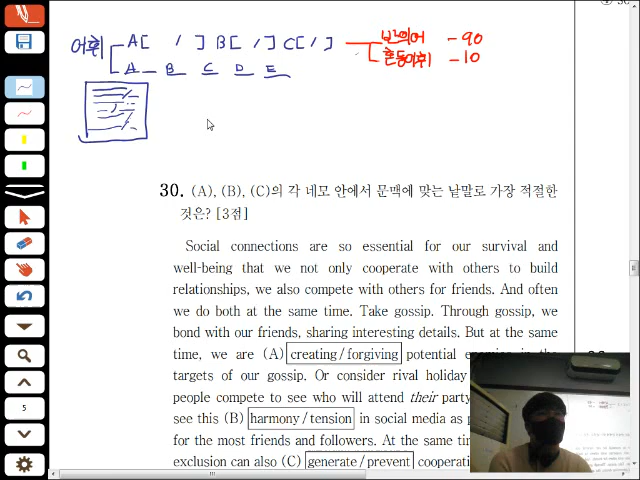 어휘 A [ / ] B [ / ] C [ / ] 반의어 - 90
A B C D E 혼동어휘 - 10
30. (A), (B), (C)의 각 네모 안에서 문맥에 맞는 낱말로 가장 적절한
것은? [3점]
Social connections are so essential for our survival and
well-being that we not only cooperate with others to build
relationships, we also compete with others for friends. And often
we do both at the same time. Take gossip. Through gossip, we
bond with our friends, sharing interesting details. But at the same
time, we are (A) creating / forgiving potential in the
targets of our gossip. Or consider rival holiday
people compete to see who will attend their party
see this (B) harmony / tension in social media as
for the most friends and followers. At the same
exclusion can also (C) generate / prevent
5